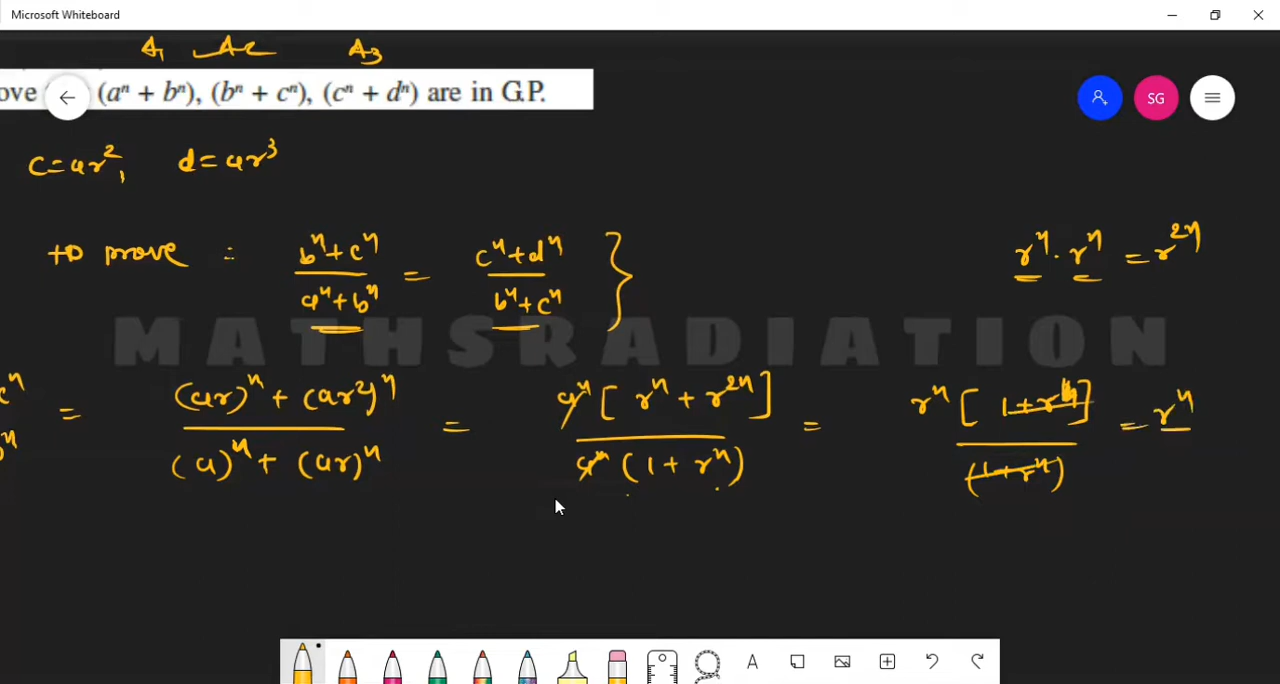 Microsoft Whiteboard
A₁ A₂ A₃
ove (aⁿ + bⁿ), (bⁿ + cⁿ), (cⁿ + dⁿ) are in G.P.
SG
c = ar², d = ar³
to prove : (bⁿ + cⁿ)/(aⁿ + bⁿ) = (cⁿ + dⁿ)/(bⁿ + cⁿ) }
rⁿ · rⁿ = r²ⁿ
MATHSRADIATION
cⁿ/bⁿ = ((ar)ⁿ + (ar²)ⁿ)/((a)ⁿ + (ar)ⁿ) = aⁿ[rⁿ + r²ⁿ]/aⁿ(1 + rⁿ) = rⁿ[1 + rⁿ]/(1 + rⁿ) = rⁿ
A